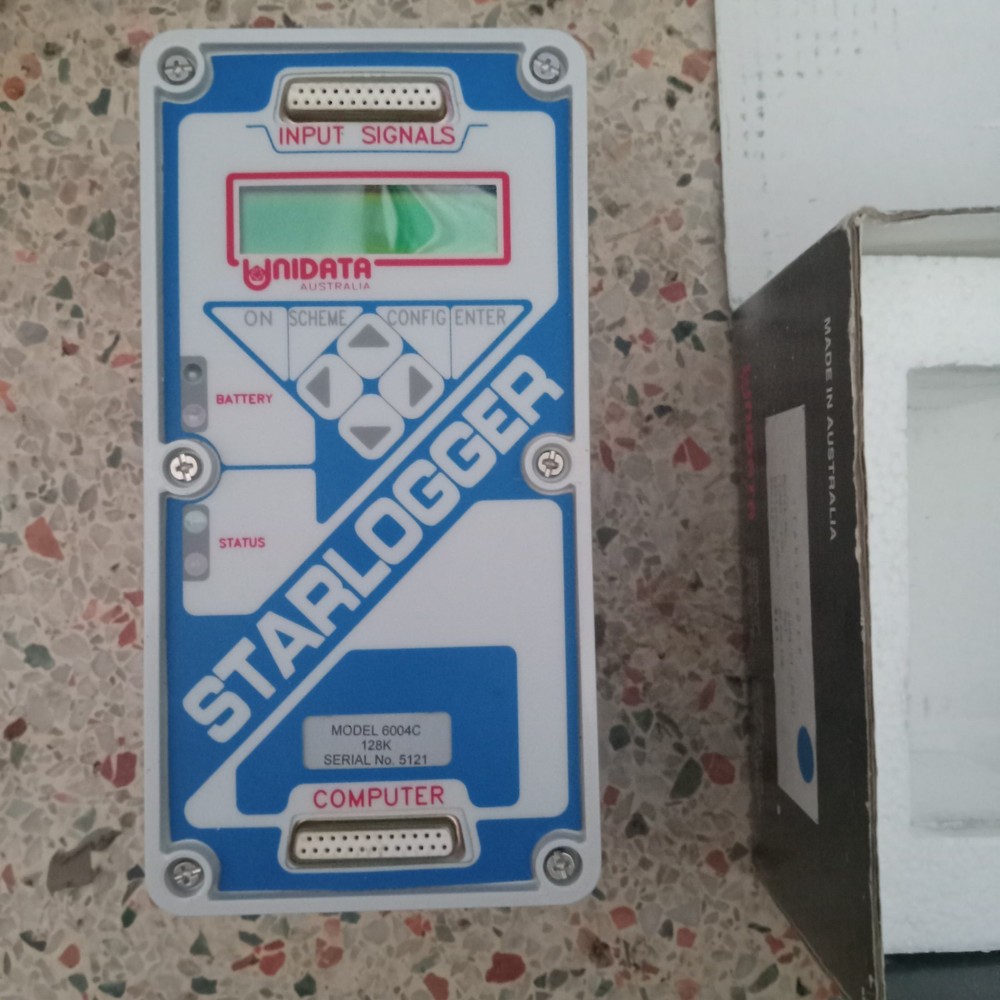 INPUT SIGNALS
UNIDATA
AUSTRALIA
ON SCHEME CONFIG ENTER
BATTERY
STATUS
STARLOGGER
MODEL 6004C
128K
SERIAL No. 5121
COMPUTER
MADE IN AUSTRALIA